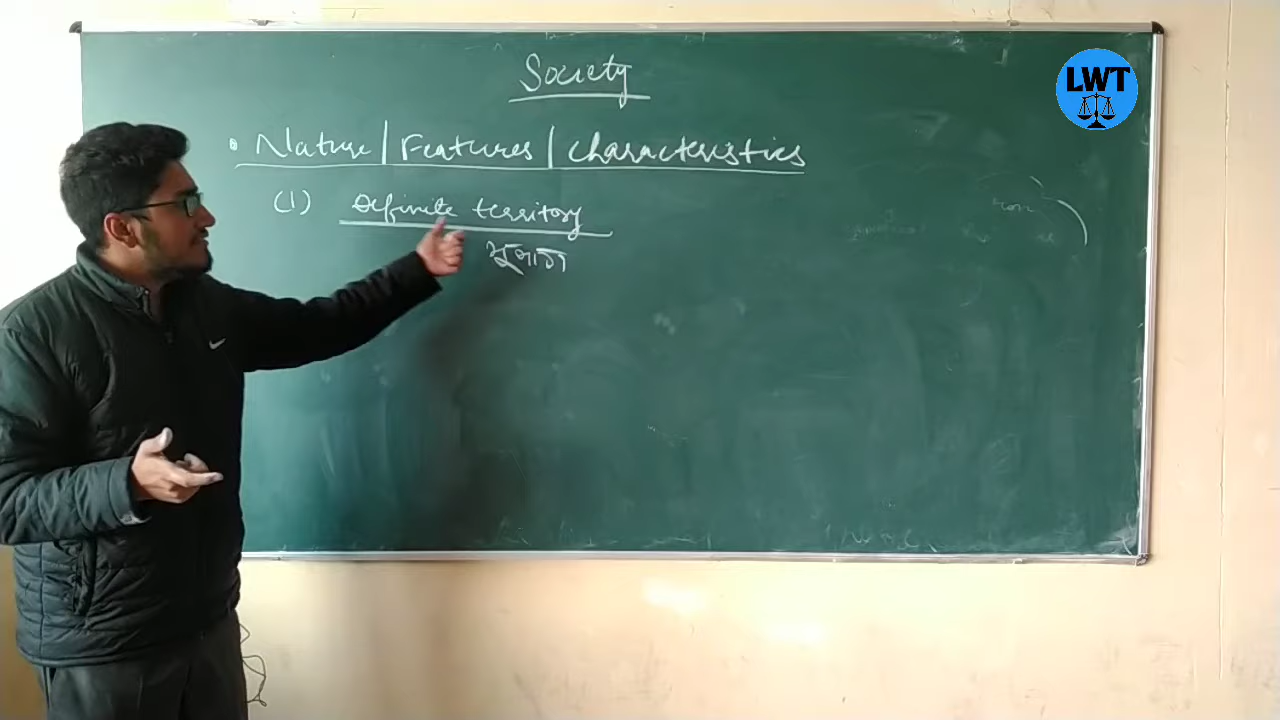 Society
LWT
Nature | Features | Characteristics
(1) Definite territory
भूभाग